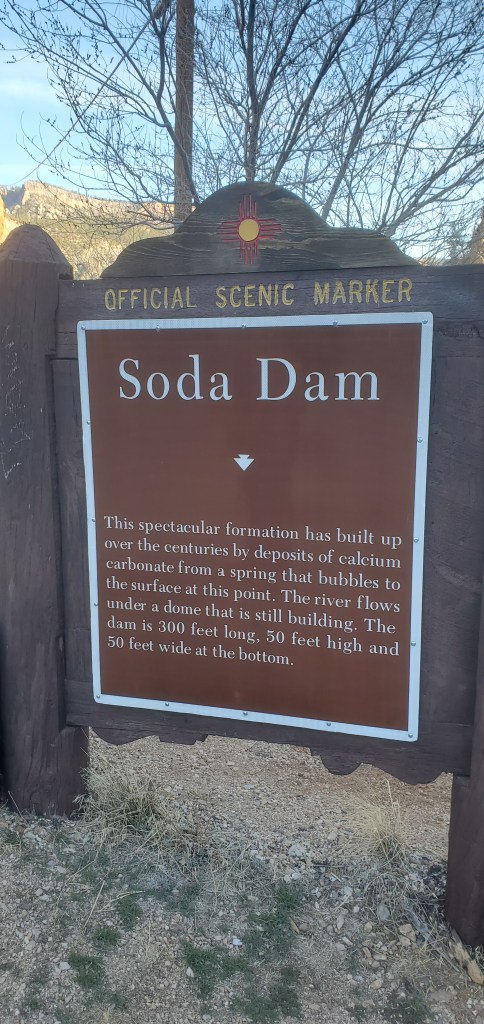 OFFICIAL SCENIC MARKER
Soda Dam
This spectacular formation has built up
over the centuries by deposits of calcium
carbonate from a spring that bubbles to
the surface at this point. The river flows
under a dome that is still building. The
dam is 300 feet long, 50 feet high and
50 feet wide at the bottom.